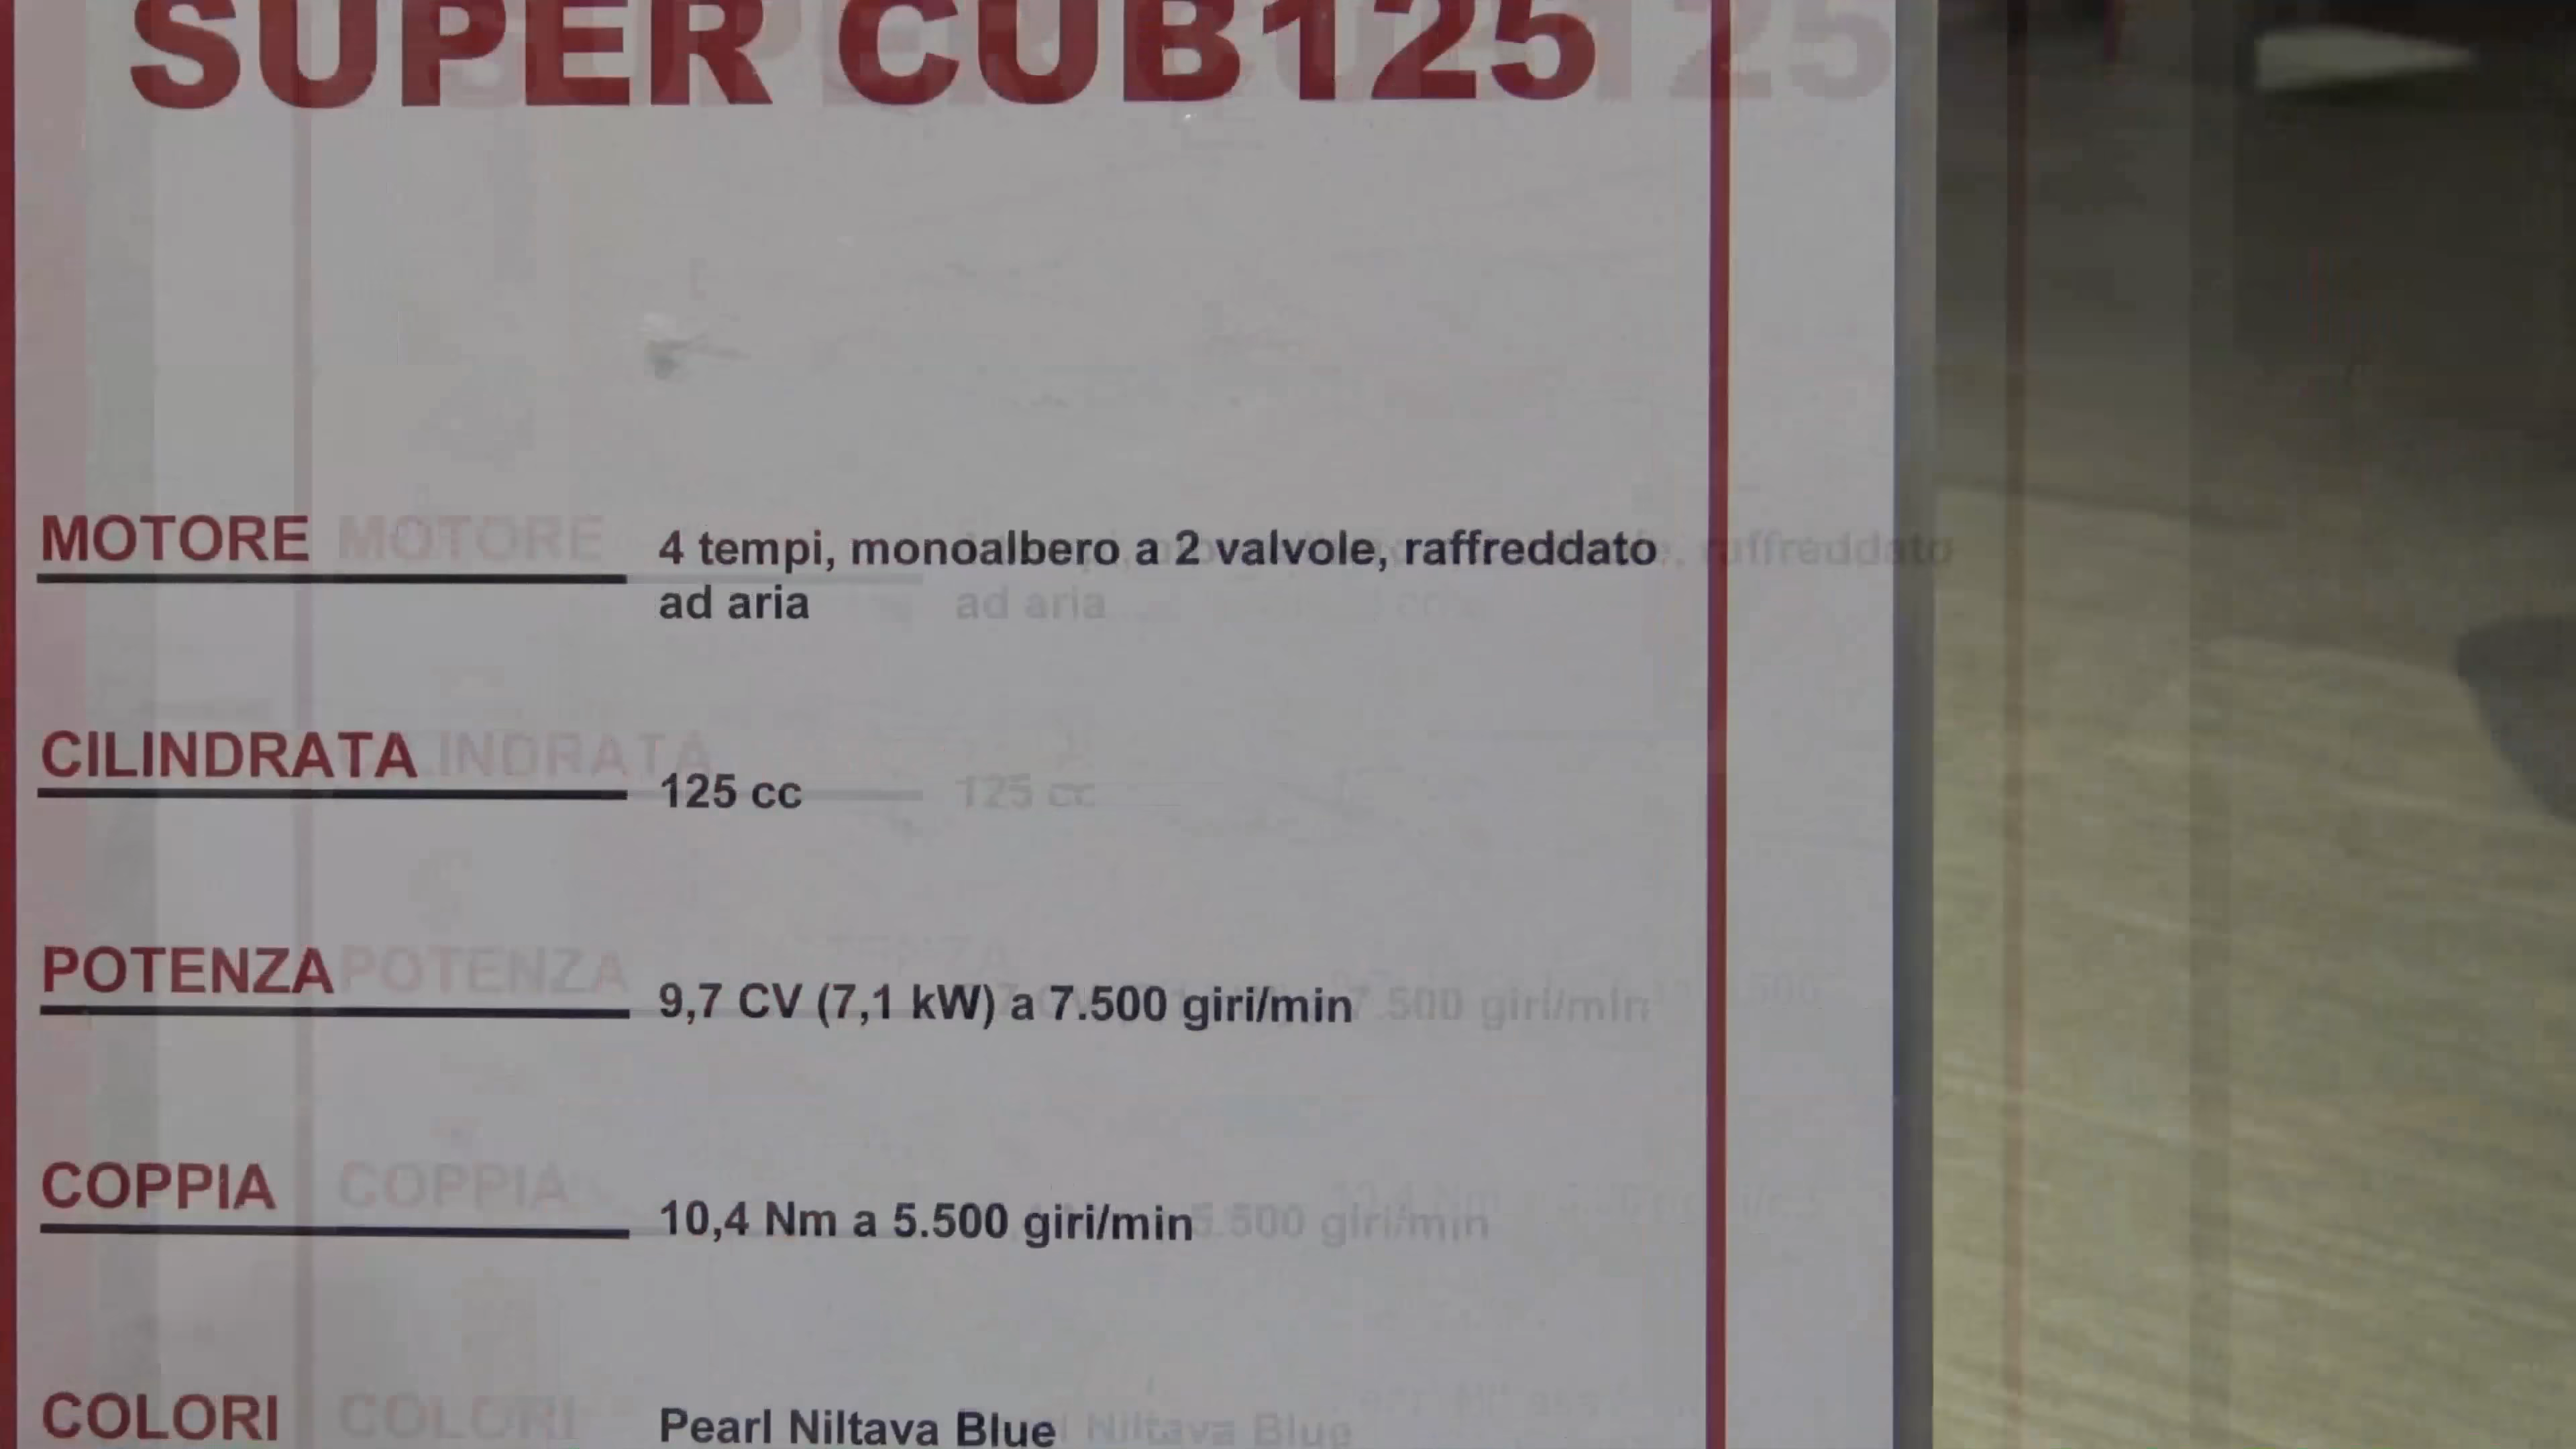 SUPER CUB125
MOTORE
4 tempi, monoalbero a 2 valvole, raffreddato
ad aria
CILINDRATA
125 cc
POTENZA
9,7 CV (7,1 kW) a 7.500 giri/min
COPPIA
10,4 Nm a 5.500 giri/min
COLORI
Pearl Niltava Blue